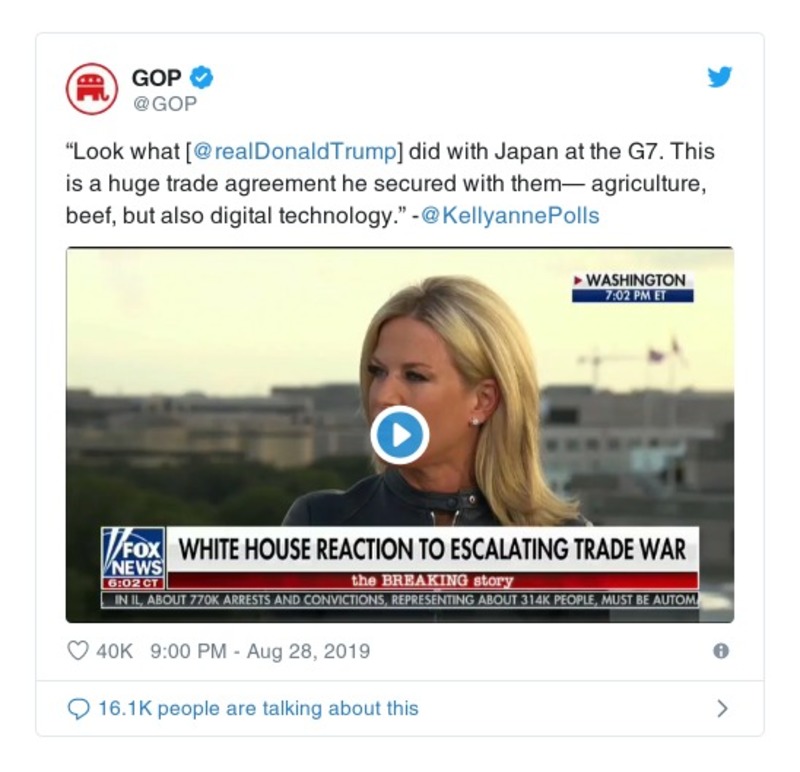 GOP
@GOP
“Look what [@realDonaldTrump] did with Japan at the G7. This
is a huge trade agreement he secured with them— agriculture,
beef, but also digital technology.” -@KellyannePolls
WASHINGTON
7:02 PM ET
FOX
NEWS
6:02 CT
WHITE HOUSE REACTION TO ESCALATING TRADE WAR
the BREAKING story
IN IL, ABOUT 770K ARRESTS AND CONVICTIONS, REPRESENTING ABOUT 314K PEOPLE, MUST BE AUTOM
40K 9:00 PM - Aug 28, 2019
16.1K people are talking about this